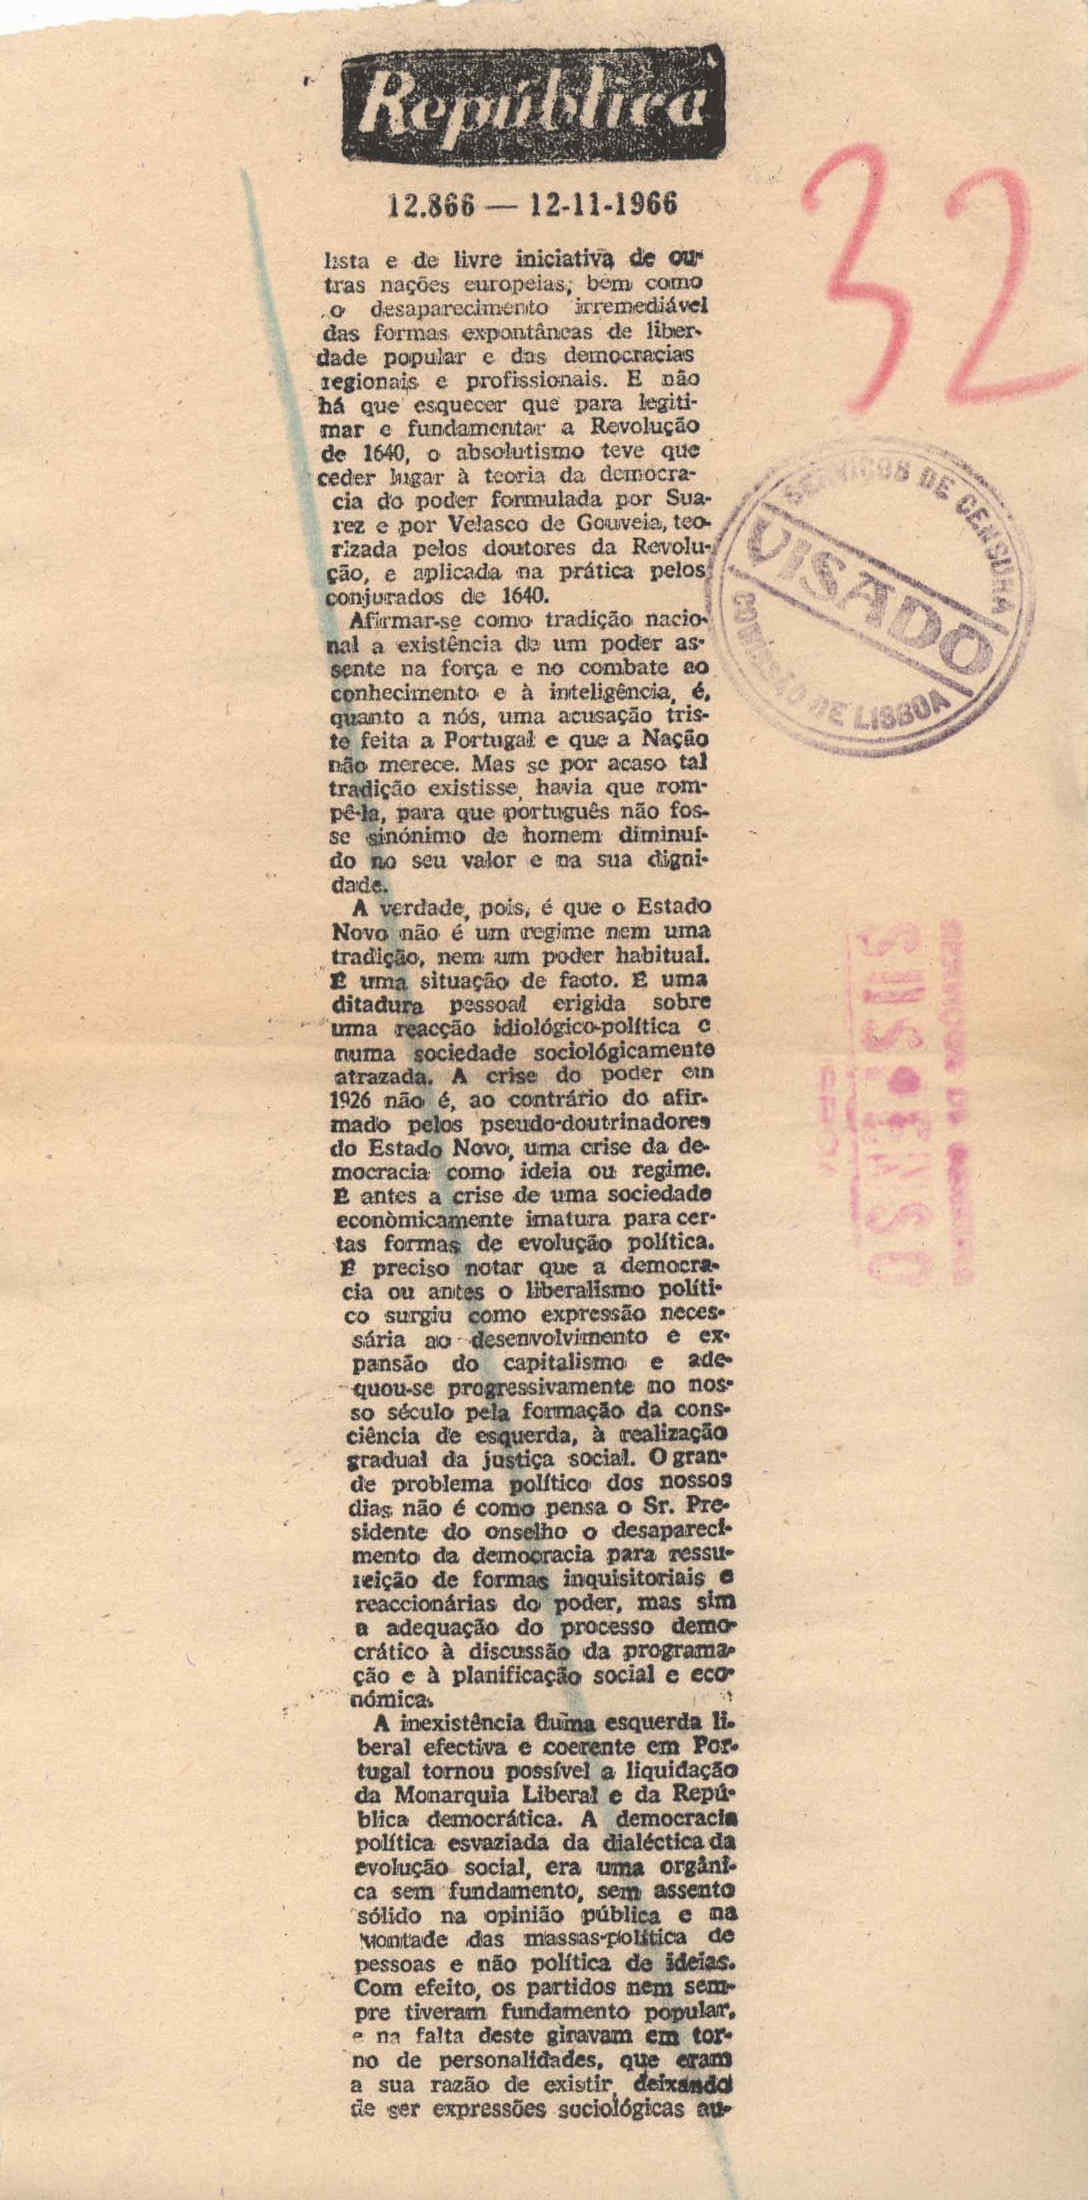 República
32
12.866 — 12-11-1966
lista e de livre iniciativa de ou-
tras nações europeias, bem como
o desaparecimento irremediável
das formas expontâneas de liber-
dade popular e das democracias
regionais e profissionais. E não
há que esquecer que para legiti-
mar e fundamentar a Revolução
de 1640, o absolutismo teve que
ceder lugar à teoria da democra-
cia do poder formulada por Sua-
rez e por Velasco de Gouveia, teo-
rizada pelos doutores da Revolu-
ção, e aplicada na prática pelos
conjurados de 1640.
Afirmar-se como tradição nacio-
nal a existência de um poder as-
sente na força e no combate ao
conhecimento e à inteligência, é,
quanto a nós, uma acusação tris-
te feita a Portugal e que a Nação
não merece. Mas se por acaso tal
tradição existisse, havia que rom-
pê-la, para que português não fos-
se sinónimo de homem diminuí-
do no seu valor e na sua digni-
dade.
A verdade, pois, é que o Estado
Novo não é um regime nem uma
tradição, nem um poder habitual.
É uma situação de facto. É uma
ditadura pessoal erigida sobre
uma reacção idiológico-política e
numa sociedade sociológicamente
atrazada. A crise do poder em
1926 não é, ao contrário do afir-
mado pelos pseudo-doutrinadores
do Estado Novo, uma crise da de-
mocracia como ideia ou regime.
É antes a crise de uma sociedade
econòmicamente imatura para cer-
tas formas de evolução política.
É preciso notar que a democra-
cia ou antes o liberalismo políti-
co surgiu como expressão neces-
sária ao desenvolvimento e ex-
pansão do capitalismo e ade-
quou-se progressivamente no nos-
so século pela formação da cons-
ciência de esquerda, à realização
gradual da justiça social. O gran-
de problema político dos nossos
dias não é como pensa o Sr. Pre-
sidente do onselho o desapareci-
mento da democracia para ressu-
reição de formas inquisitoriais e
reaccionárias do poder, mas sim
a adequação do processo demo-
crático à discussão da programa-
ção e à planificação social e eco-
nómica.
A inexistência duma esquerda li-
beral efectiva e coerente em Por-
tugal tornou possível a liquidação
da Monarquia Liberal e da Repú-
blica democrática. A democracia
política esvaziada da dialéctica da
evolução social, era uma orgâni-
ca sem fundamento, sem assento
sólido na opinião pública e na
vontade das massas-política de
pessoas e não política de ideias.
Com efeito, os partidos nem sem-
pre tiveram fundamento popular,
e na falta deste giravam em tor-
no de personalidades, que eram
a sua razão de existir, deixando
de ser expressões sociológicas au-
SERVIÇOS DE CENSURA
VISADO
COMISSÃO DE LISBOA